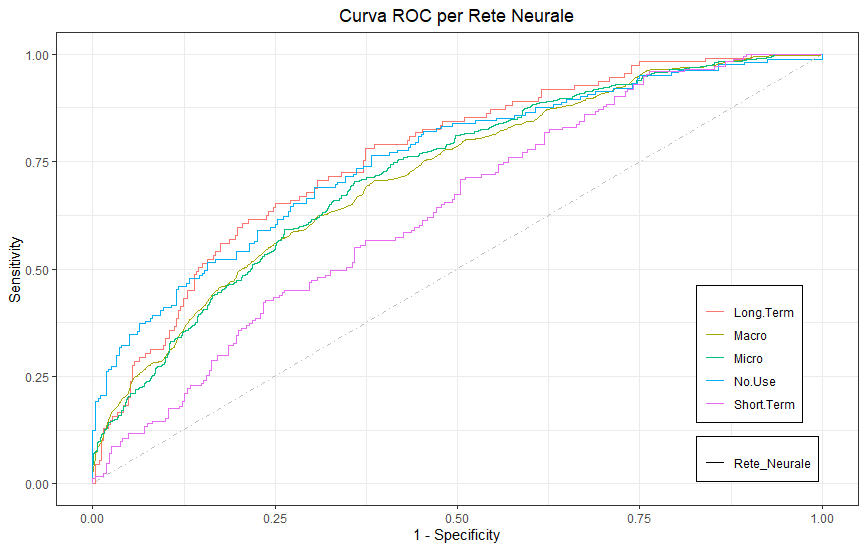 Curva ROC per Rete Neurale
Sensitivity
1.00
0.75
0.50
0.25
0.00
Long.Term
Macro
Micro
No.Use
Short.Term
Rete_Neurale
0.00 0.25 0.50 0.75 1.00
1 - Specificity